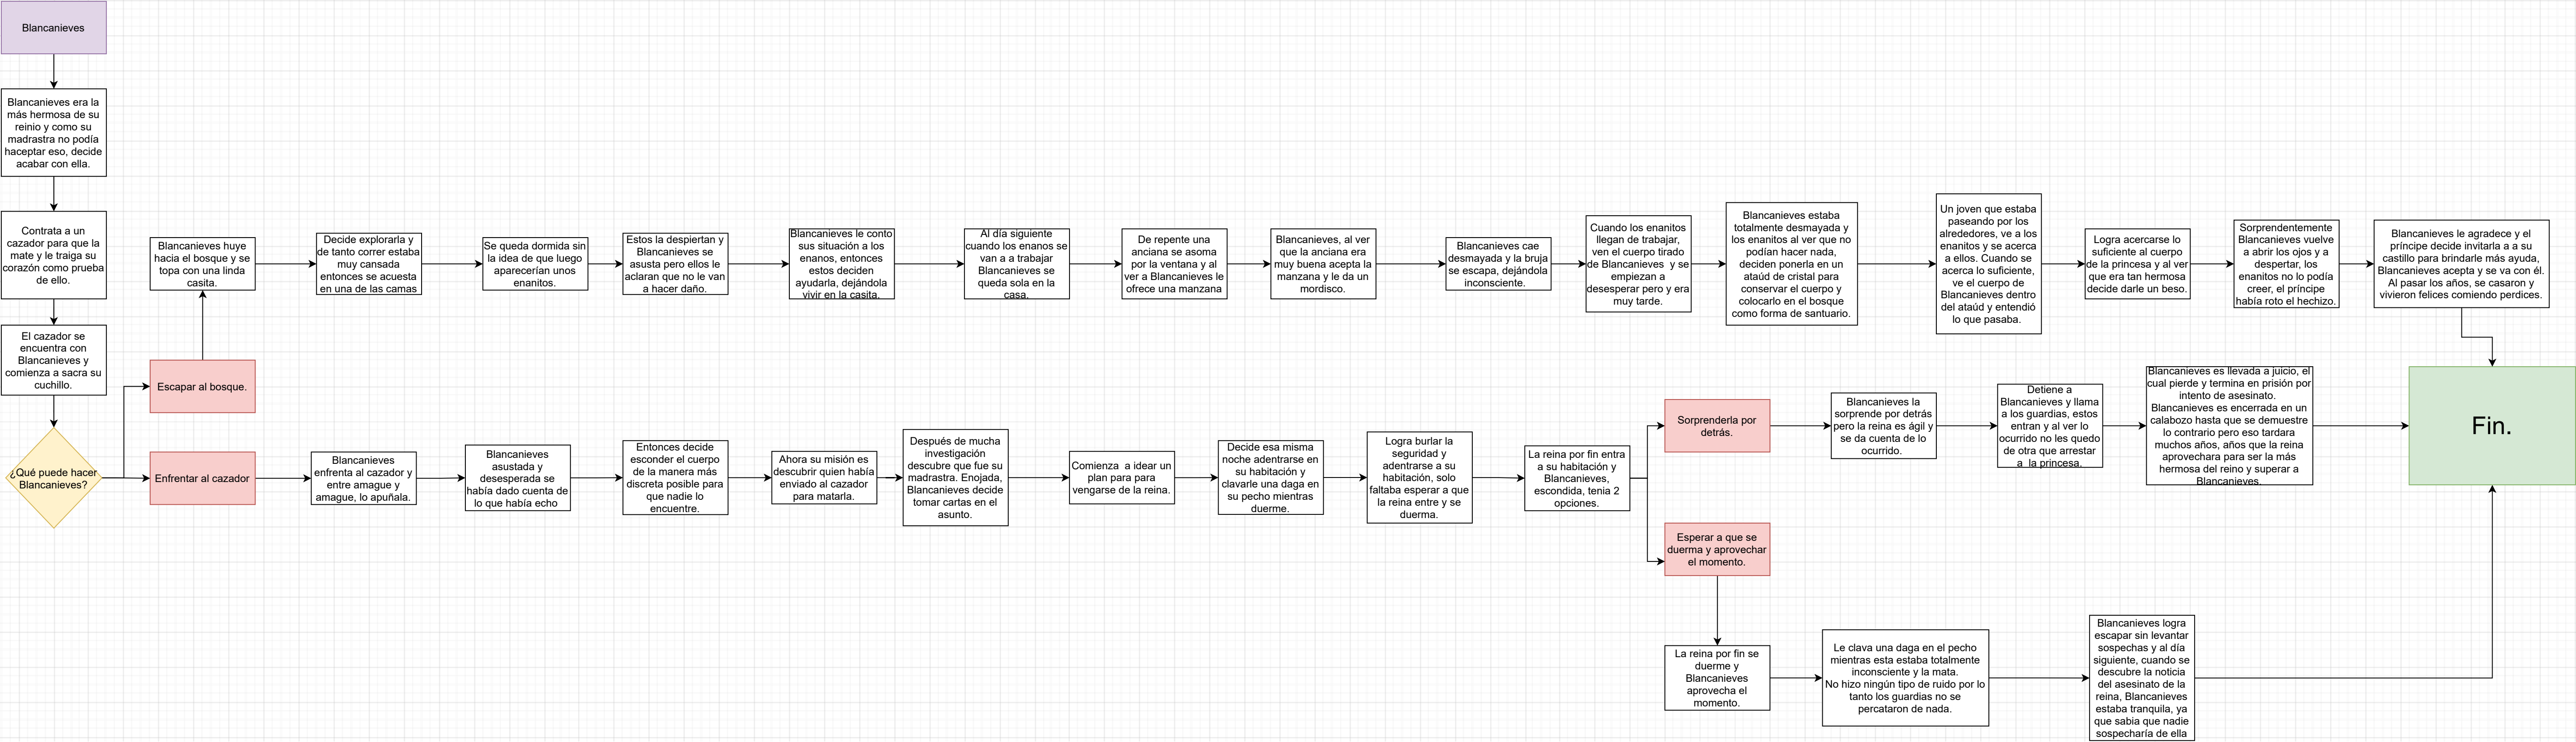 Blancanieves
Blancanieves era la
más hermosa de su
reinio y como su
madrastra no podía
haceptar eso, decide
acabar con ella.
Contrata a un
cazador para que la
mate y le traiga su
corazón como prueba
de ello.
El cazador se
encuentra con
Blancanieves y
comienza a sacra su
cuchillo.
¿Qué puede hacer
Blancanieves?
Escapar al bosque.
Blancanieves huye
hacia el bosque y se
topa con una linda
casita.
Decide explorarla y
de tanto correr estaba
muy cansada
entonces se acuesta
en una de las camas
Se queda dormida sin
la idea de que luego
aparecerían unos
enanitos.
Estos la despiertan y
Blancanieves se
asusta pero ellos le
aclaran que no le van
a hacer daño.
Blancanieves le conto
sus situación a los
enanos, entonces
estos deciden
ayudarla, dejándola
vivir en la casita.
Al día siguiente
cuando los enanos se
van a a trabajar
Blancanieves se
queda sola en la
casa.
De repente una
anciana se asoma
por la ventana y al
ver a Blancanieves le
ofrece una manzana
Blancanieves, al ver
que la anciana era
muy buena acepta la
manzana y le da un
mordisco.
Blancanieves cae
desmayada y la bruja
se escapa, dejándola
inconsciente.
Cuando los enanitos
llegan de trabajar,
ven el cuerpo tirado
de Blancanieves  y se
empiezan a
desesperar pero y era
muy tarde.
Blancanieves estaba
totalmente desmayada y
los enanitos al ver que no
podían hacer nada,
deciden ponerla en un
ataúd de cristal para
conservar el cuerpo y
colocarlo en el bosque
como forma de santuario.
Un joven que estaba
paseando por los
alrededores, ve a los
enanitos y se acerca
a ellos. Cuando se
acerca lo suficiente,
ve el cuerpo de
Blancanieves dentro
del ataúd y entendió
lo que pasaba.
Logra acercarse lo
suficiente al cuerpo
de la princesa y al ver
que era tan hermosa
decide darle un beso.
Sorprendentemente
Blancanieves vuelve
a abrir los ojos y a
despertar, los
enanitos no lo podía
creer, el príncipe
había roto el hechizo.
Blancanieves le agradece y el
príncipe decide invitarla a a su
castillo para brindarle más ayuda,
Blancanieves acepta y se va con él.
Al pasar los años, se casaron y
vivieron felices comiendo perdices.
Enfrentar al cazador
Blancanieves
enfrenta al cazador y
entre amague y
amague, lo apuñala.
Blancanieves
asustada y
desesperada se
había dado cuenta de
lo que había echo
Entonces decide
esconder el cuerpo
de la manera más
discreta posible para
que nadie lo
encuentre.
Ahora su misión es
descubrir quien había
enviado al cazador
para matarla.
Después de mucha
investigación
descubre que fue su
madrastra. Enojada,
Blancanieves decide
tomar cartas en el
asunto.
Comienza  a idear un
plan para para
vengarse de la reina.
Decide esa misma
noche adentrarse en
su habitación y
clavarle una daga en
su pecho mientras
duerme.
Logra burlar la
seguridad y
adentrarse a su
habitación, solo
faltaba esperar a que
la reina entre y se
duerma.
La reina por fin entra
a su habitación y
Blancanieves,
escondida, tenia 2
opciones.
Sorprenderla por
detrás.
Blancanieves la
sorprende por detrás
pero la reina es ágil y
se da cuenta de lo
ocurrido.
Detiene a
Blancanieves y llama
a los guardias, estos
entran y al ver lo
ocurrido no les quedo
de otra que arrestar
a  la princesa.
Blancanieves es llevada a juicio, el
cual pierde y termina en prisión por
intento de asesinato.
Blancanieves es encerrada en un
calabozo hasta que se demuestre
lo contrario pero eso tardara
muchos años, años que la reina
aprovechara para ser la más
hermosa del reino y superar a
Blancanieves.
Fin.
Esperar a que se
duerma y aprovechar
el momento.
La reina por fin se
duerme y
Blancanieves
aprovecha el
momento.
Le clava una daga en el pecho
mientras esta estaba totalmente
inconsciente y la mata.
No hizo ningún tipo de ruido por lo
tanto los guardias no se
percataron de nada.
Blancanieves logra
escapar sin levantar
sospechas y al día
siguiente, cuando se
descubre la noticia
del asesinato de la
reina, Blancanieves
estaba tranquila, ya
que sabia que nadie
sospecharía de ella